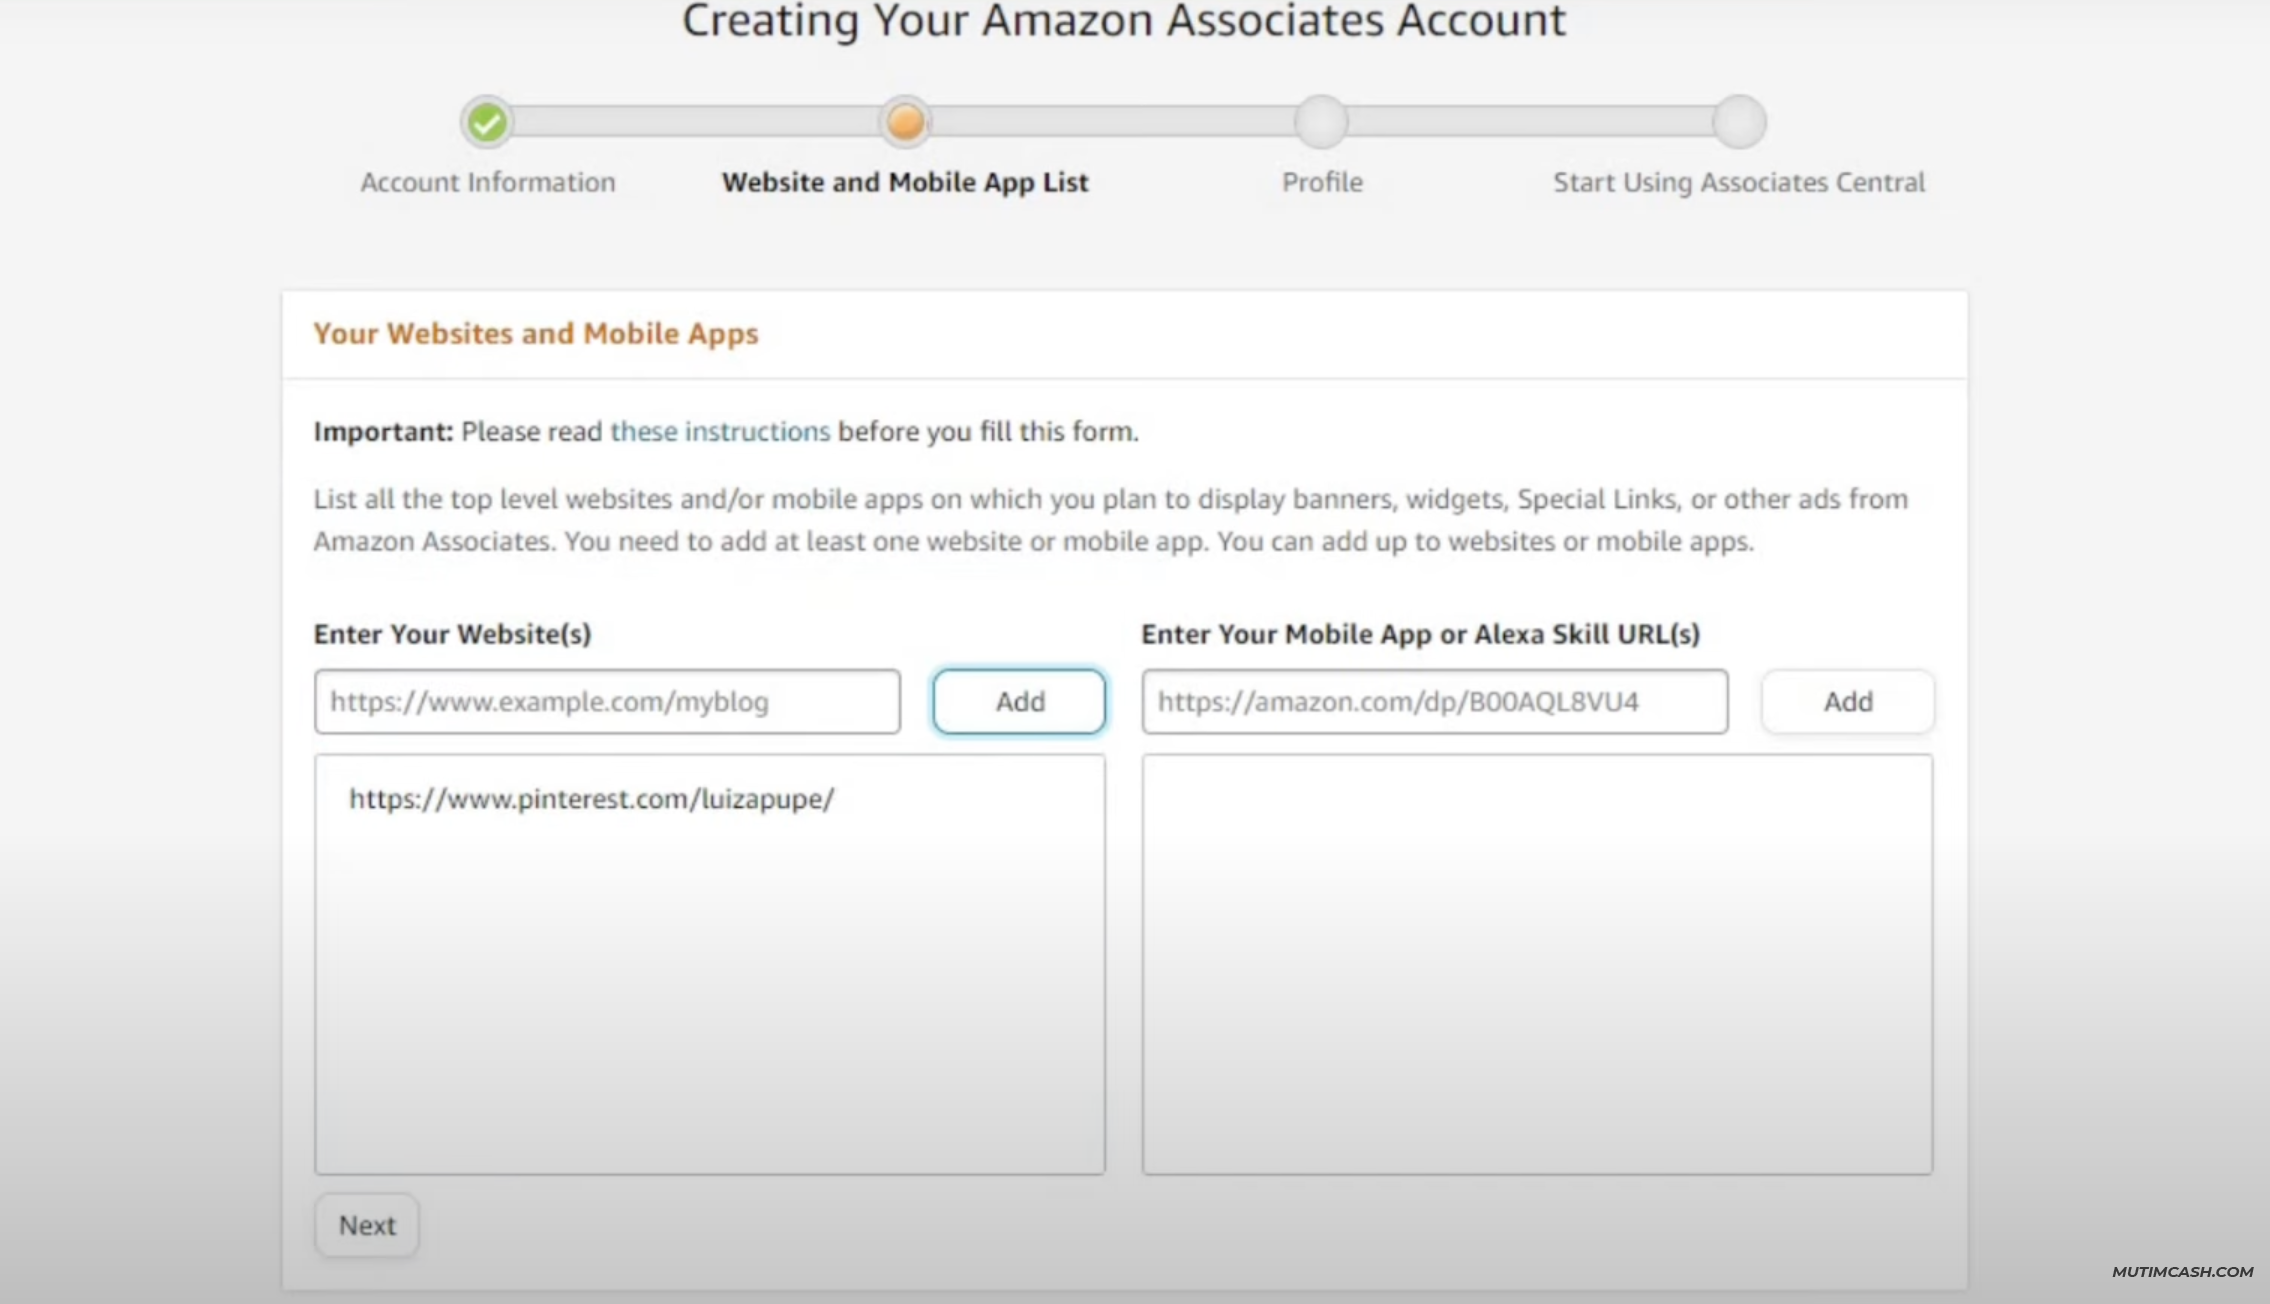 Creating Your Amazon Associates Account
Account Information
Website and Mobile App List
Profile
Start Using Associates Central
Your Websites and Mobile Apps
Important: Please read these instructions before you fill this form.
List all the top level websites and/or mobile apps on which you plan to display banners, widgets, Special Links, or other ads from
Amazon Associates. You need to add at least one website or mobile app. You can add up to websites or mobile apps.
Enter Your Website(s)
https://www.example.com/myblog
Add
https://www.pinterest.com/luizapupe/
Enter Your Mobile App or Alexa Skill URL(s)
https://amazon.com/dp/B00AQL8VU4
Add
Next
MUTIMCASH.COM